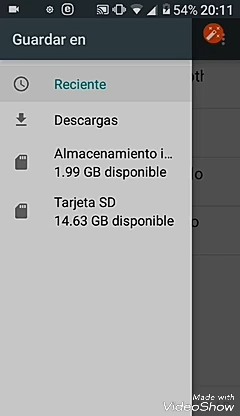 54% 20:11
Guardar en
Reciente
Descargas
Almacenamiento i...
1.99 GB disponible
Tarjeta SD
14.63 GB disponible
Made with
VideoShow